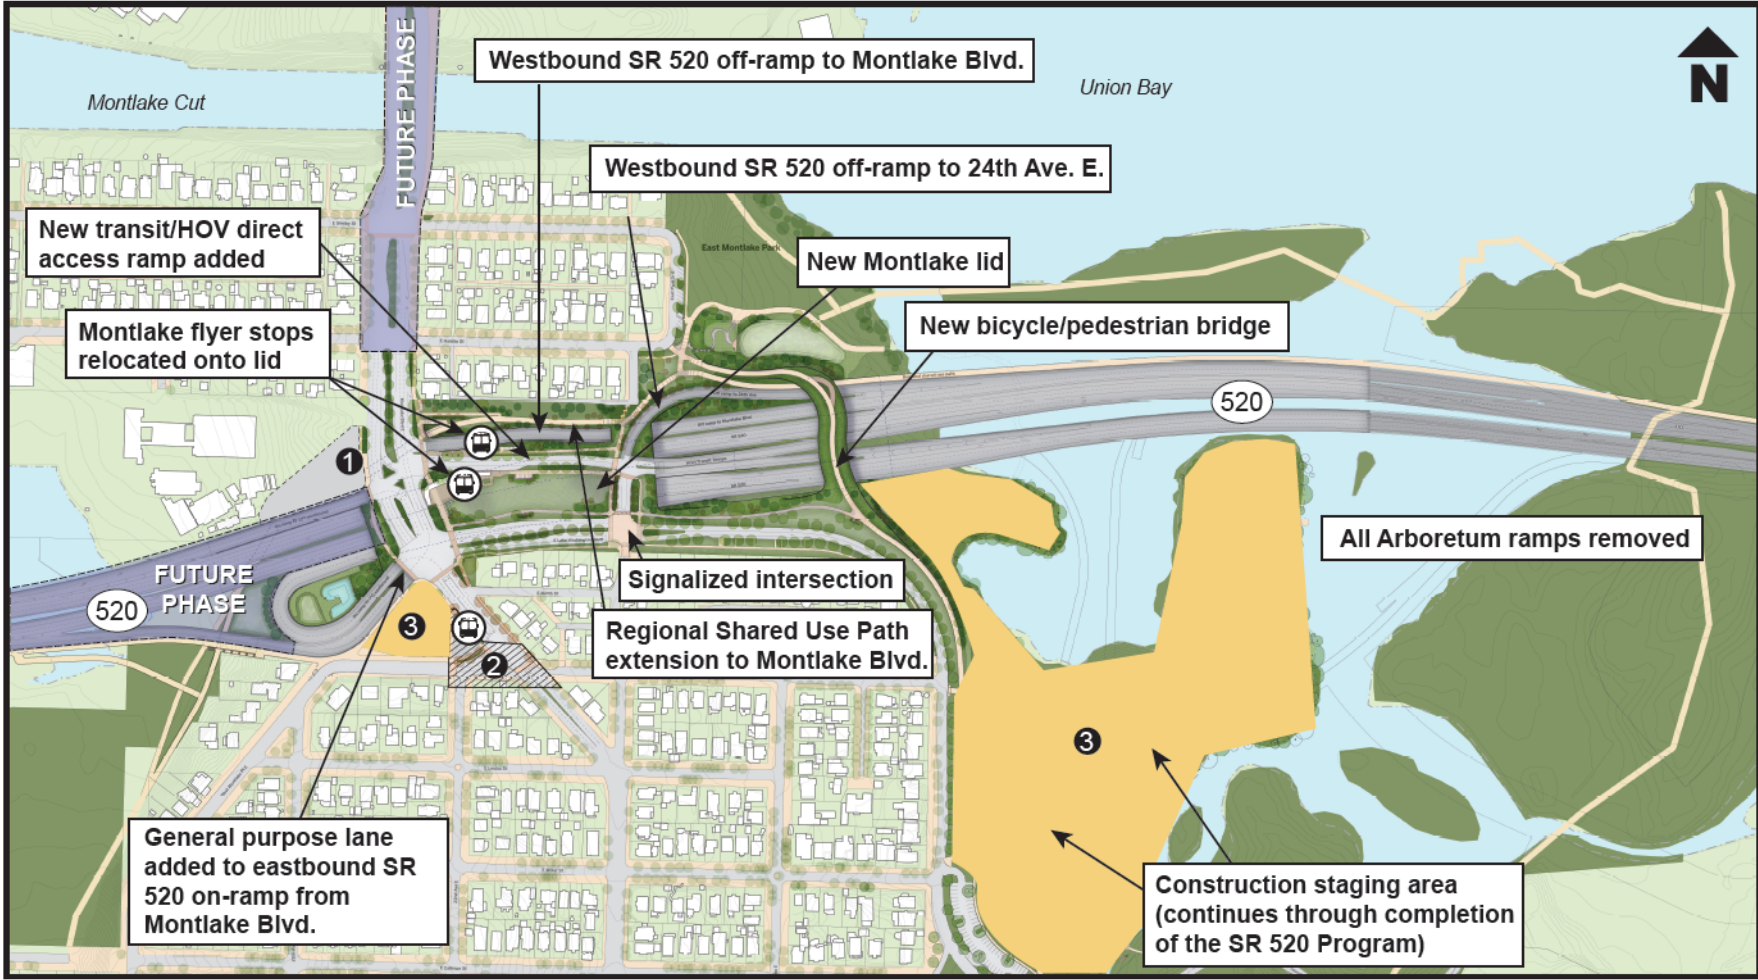 Westbound SR 520 off-ramp to Montlake Blvd.
Montlake Cut
FUTURE PHASE
Union Bay
N
Westbound SR 520 off-ramp to 24th Ave. E.
New transit/HOV direct
access ramp added
East Montlake Park
New Montlake lid
Montlake flyer stops
relocated onto lid
New bicycle/pedestrian bridge
520
1
All Arboretum ramps removed
FUTURE
PHASE
520
Signalized intersection
3
2
Regional Shared Use Path
extension to Montlake Blvd.
3
General purpose lane
added to eastbound SR
520 on-ramp from
Montlake Blvd.
Construction staging area
(continues through completion
of the SR 520 Program)